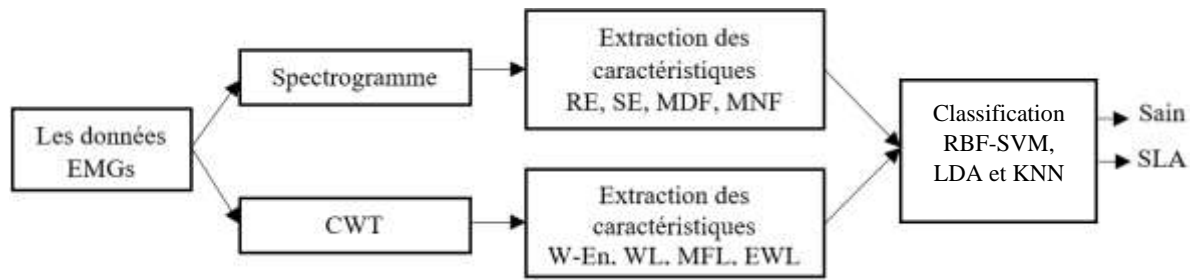 Les données
EMGs
Spectrogramme
Extraction des
caractéristiques
RE, SE, MDF, MNF
CWT
Extraction des
caractéristiques
W-En, WL, MFL, EWL
Classification
RBF-SVM,
LDA et KNN
Sain
SLA